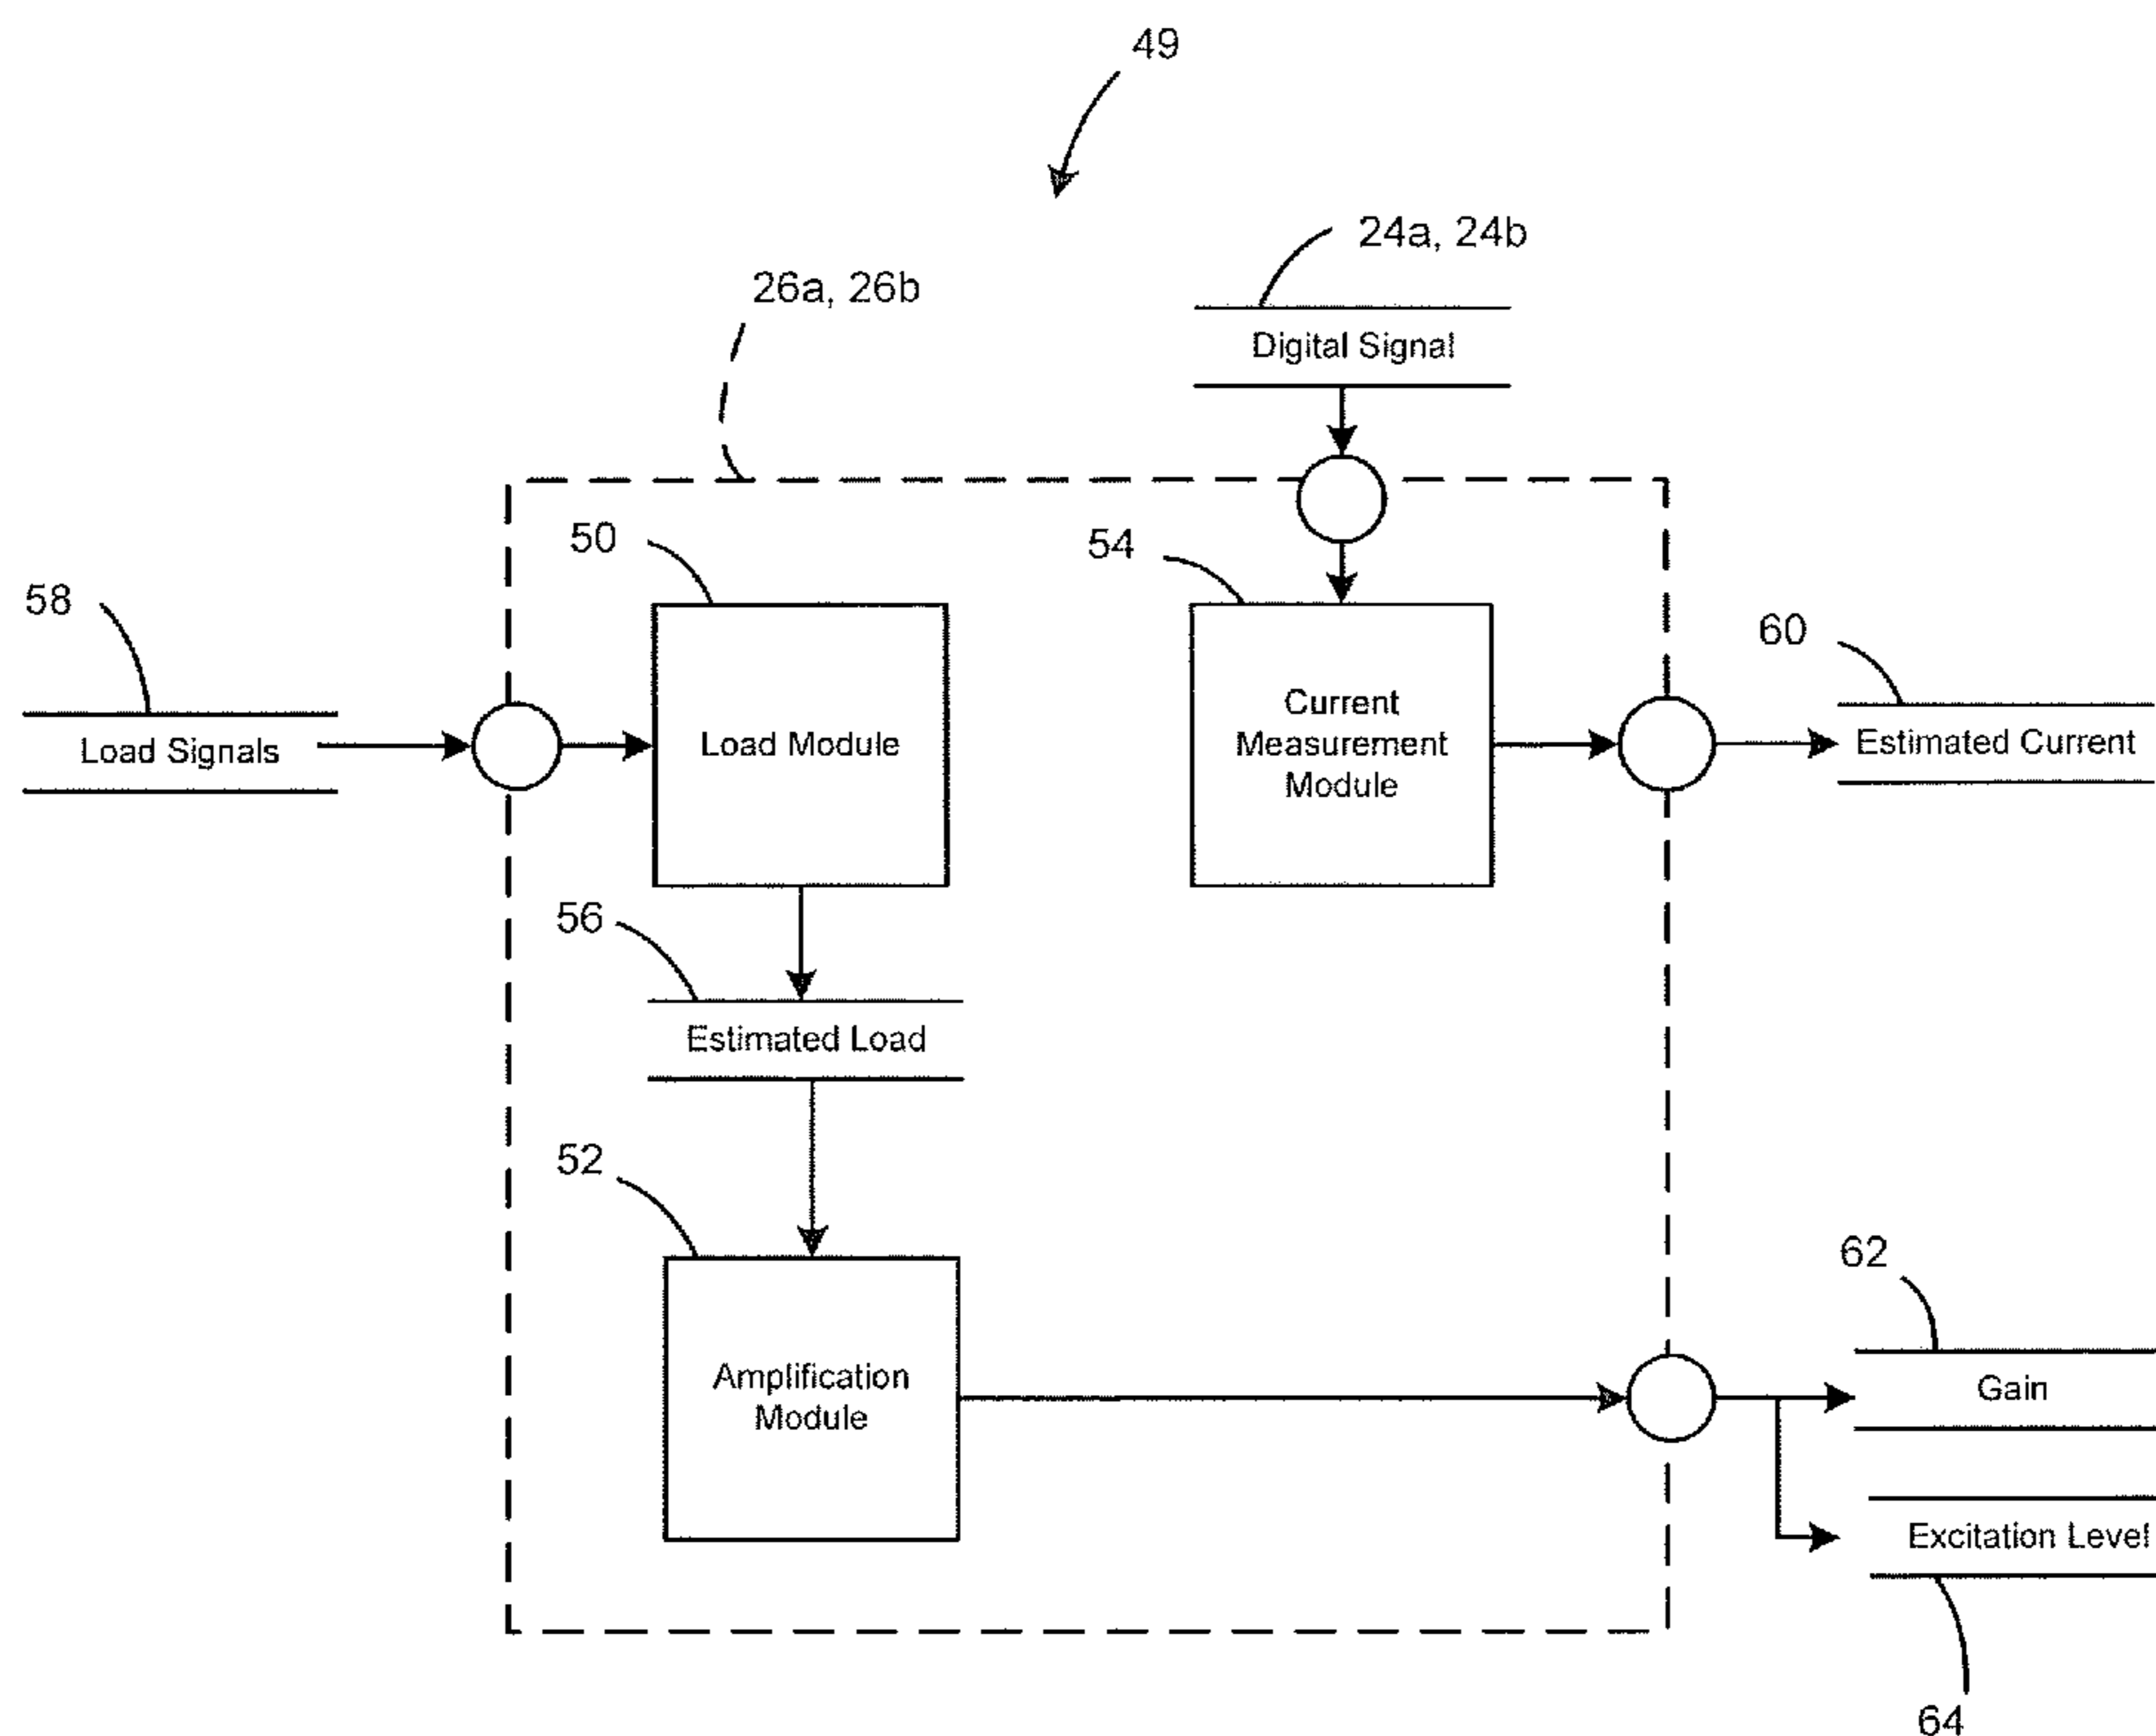 49
24a, 24b
26a, 26b
Digital Signal
50
54
58
60
Load Signals
Load Module
Current
Measurement
Module
Estimated Current
56
Estimated Load
52
62
Amplification
Module
Gain
Excitation Level
64